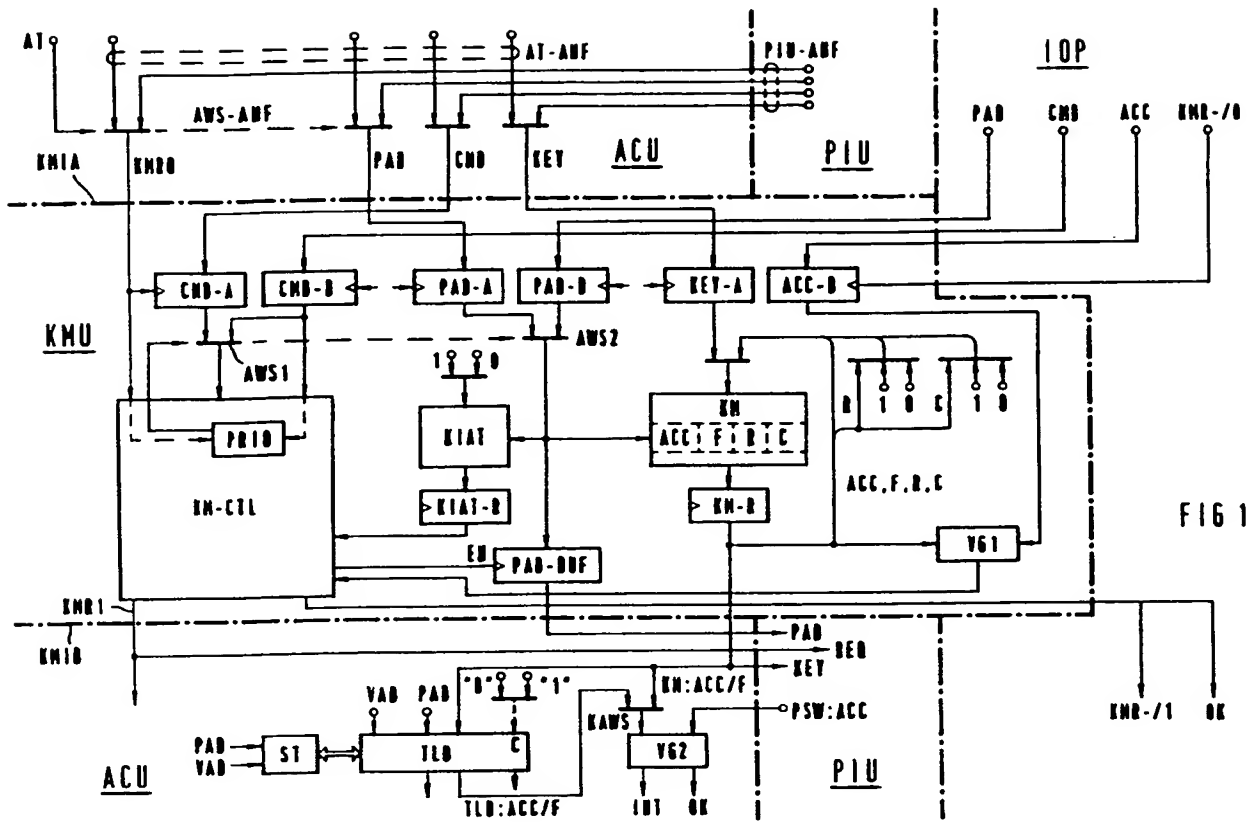 AT
AT-ANF
PIU-ANF
IOP
AWS-ANF
PAD CMD ACC KMR-/0
KMIA
KMR0
PAD
CMD
KEY
ACU
PIU
CMD-A
CMD-B
PAD-A
PAD-B
KEY-A
ACC-B
KMU
AWS1
AWS2
1 0
R 1 0 C 1 0
PRIO
KM-CTL
KIAT
KM
ACC F R C
KIAT-R
KM-R
ACC,F,R,C
FIG 1
EN
PAD-BUF
VG1
KMR1
KMIB
PAD
REQ
KEY
VAD
PAD
"0" "1"
KM:ACC/F
KAWS
PSW:ACC
KMR-/1
OK
PAD
VAD
ST
TLB
C
VG2
ACU
TLB:ACC/F
INT
OK
PIU